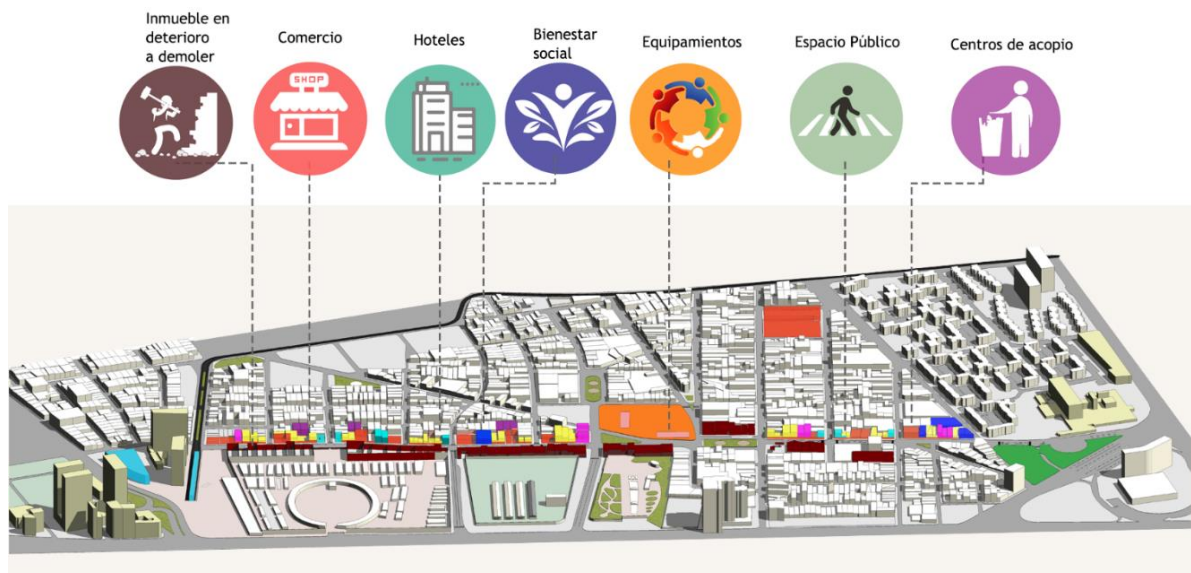 Inmueble en
deterioro
a demoler
Comercio
Hoteles
Bienestar
social
Equipamientos
Espacio Público
Centros de acopio
SHOP